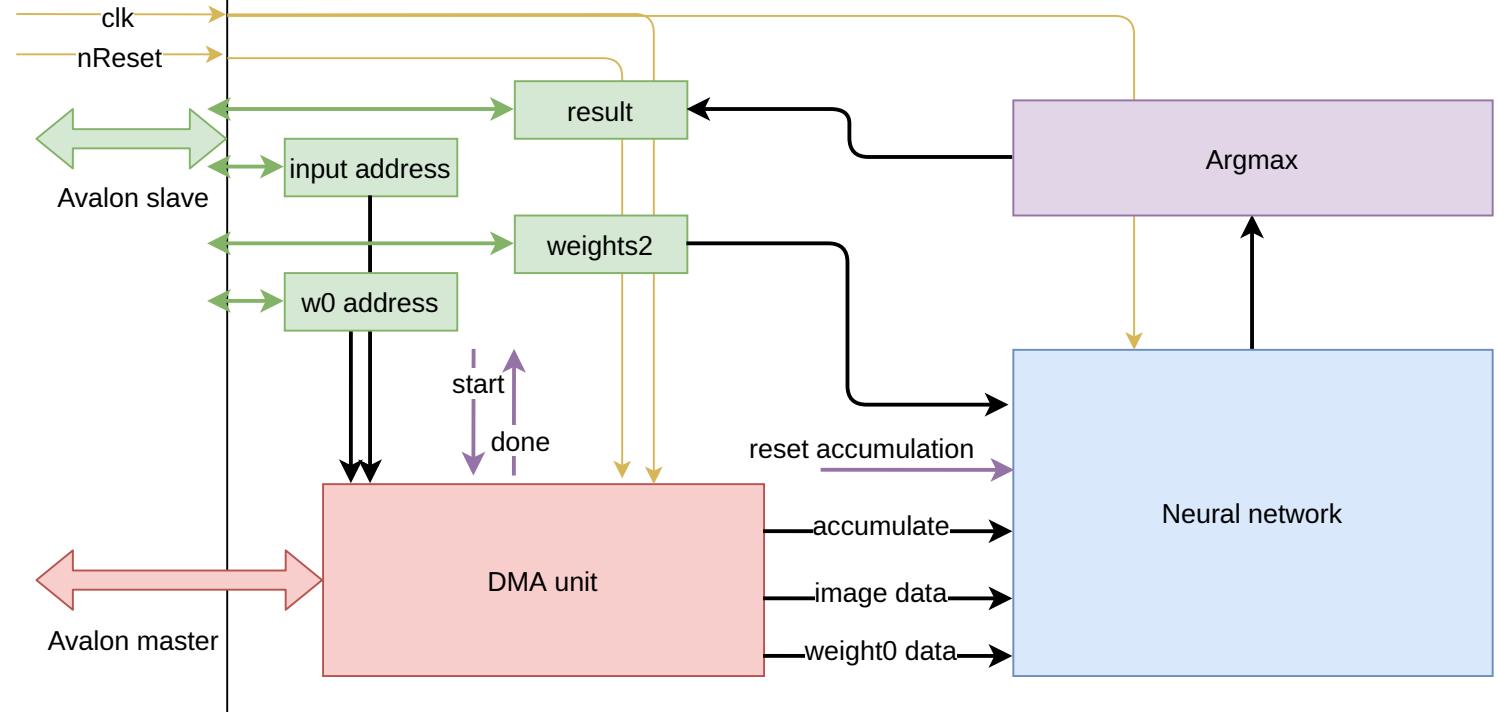 clk
nReset
result
Argmax
input address
Avalon slave
weights2
w0 address
start
done
reset accumulation
Neural network
accumulate
DMA unit
image data
Avalon master
weight0 data